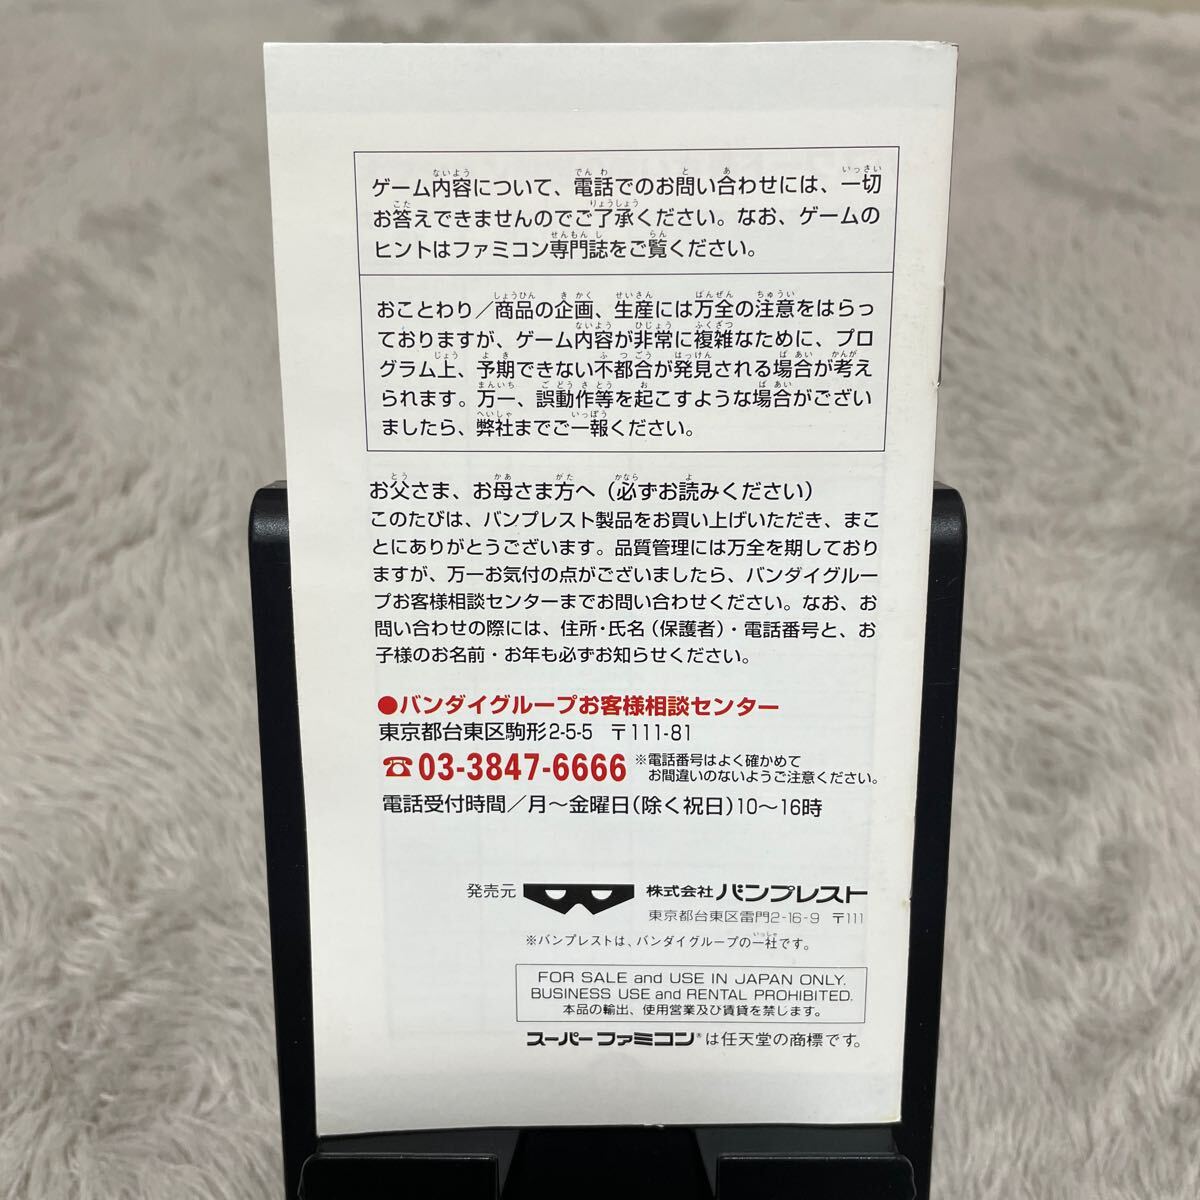 ゲーム内容について、電話でのお問い合わせには、一切
お答えできませんのでご了承ください。なお、ゲームの
ヒントはファミコン専門誌をご覧ください。
おことわり／商品の企画、生産には万全の注意をはらっ
ておりますが、ゲーム内容が非常に複雑なために、プロ
グラム上、予期できない不都合が発見される場合が考え
られます。万一、誤動作等を起こすような場合がござい
ましたら、弊社までご一報ください。
お父さま、お母さま方へ（必ずお読みください）
このたびは、バンプレスト製品をお買い上げいただき、まこ
とにありがとうございます。品質管理には万全を期しており
ますが、万一お気付の点がございましたら、バンダイグルー
プお客様相談センターまでお問い合わせください。なお、お
問い合わせの際には、住所・氏名（保護者）・電話番号と、お
子様のお名前・お年も必ずお知らせください。
●バンダイグループお客様相談センター
東京都台東区駒形2-5-5 〒111-81
☎03-3847-6666 ※電話番号はよく確かめて
お間違いのないようご注意ください。
電話受付時間／月〜金曜日（除く祝日）10〜16時
発売元 株式会社 バンプレスト
東京都台東区雷門2-16-9 〒111
※バンプレストは、バンダイグループの一社です。
FOR SALE and USE IN JAPAN ONLY.
BUSINESS USE and RENTAL PROHIBITED.
本品の輸出、使用営業及び賃貸を禁じます。
スーパーファミコン®は任天堂の商標です。